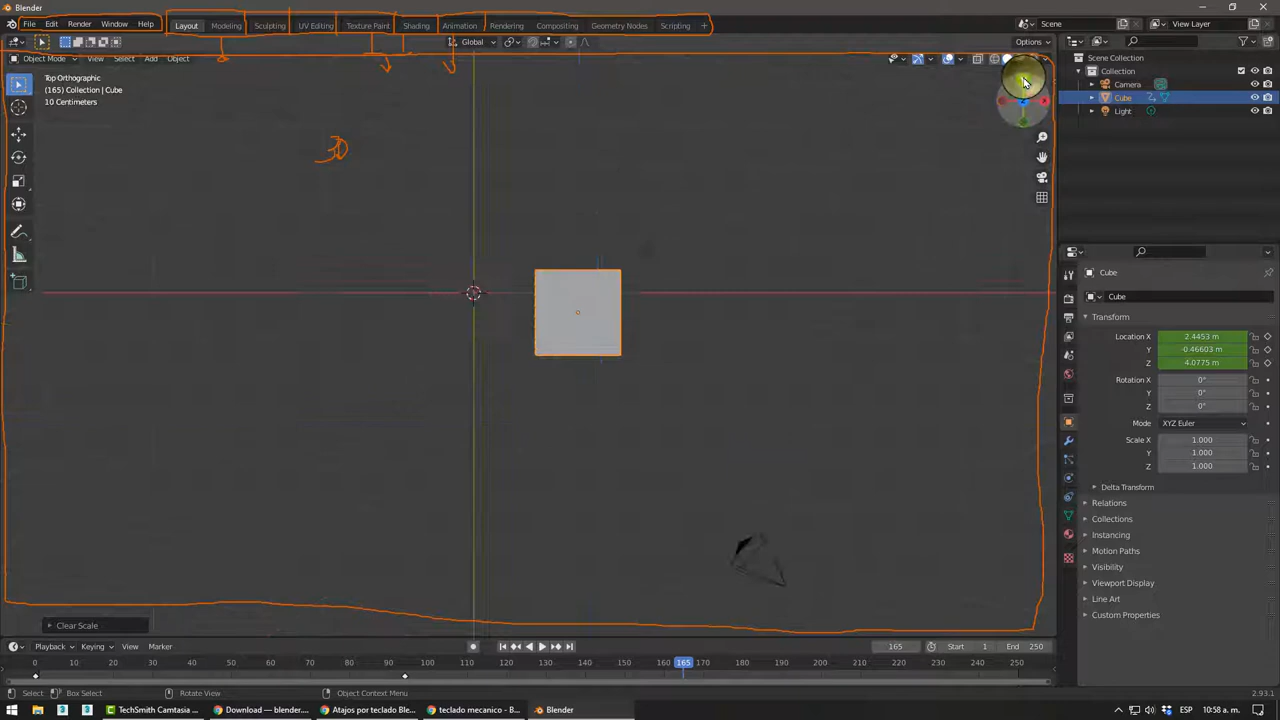 Blender
File Edit Render Window Help
Layout Modeling Sculpting UV Editing Texture Paint Shading Animation Rendering Compositing Geometry Nodes Scripting +
Scene
View Layer
Global
Options
Object Mode View Select Add Object
Top Orthographic
(165) Collection | Cube
10 Centimeters
3D
Scene Collection
Collection
Camera
Cube
Light
Cube
Cube
Transform
Location X 2.4453 m
Y -0.46603 m
Z 4.0775 m
Rotation X 0°
Y 0°
Z 0°
Mode XYZ Euler
Scale X 1.000
Y 1.000
Z 1.000
Delta Transform
Relations
Collections
Instancing
Motion Paths
Visibility
Viewport Display
Line Art
Custom Properties
Clear Scale
Playback Keying View Marker
165 Start 1 End 250
0 10 20 30 40 50 60 70 80 90 100 110 120 130 140 150 165 170 180 190 200 210 220 230 240 250
Select Box Select Rotate View Object Context Menu
2.93.1
TechSmith Camtasia Download — blender.... Atajos por teclado Ble... teclado mecanico - G... Blender
10:58 a. m.